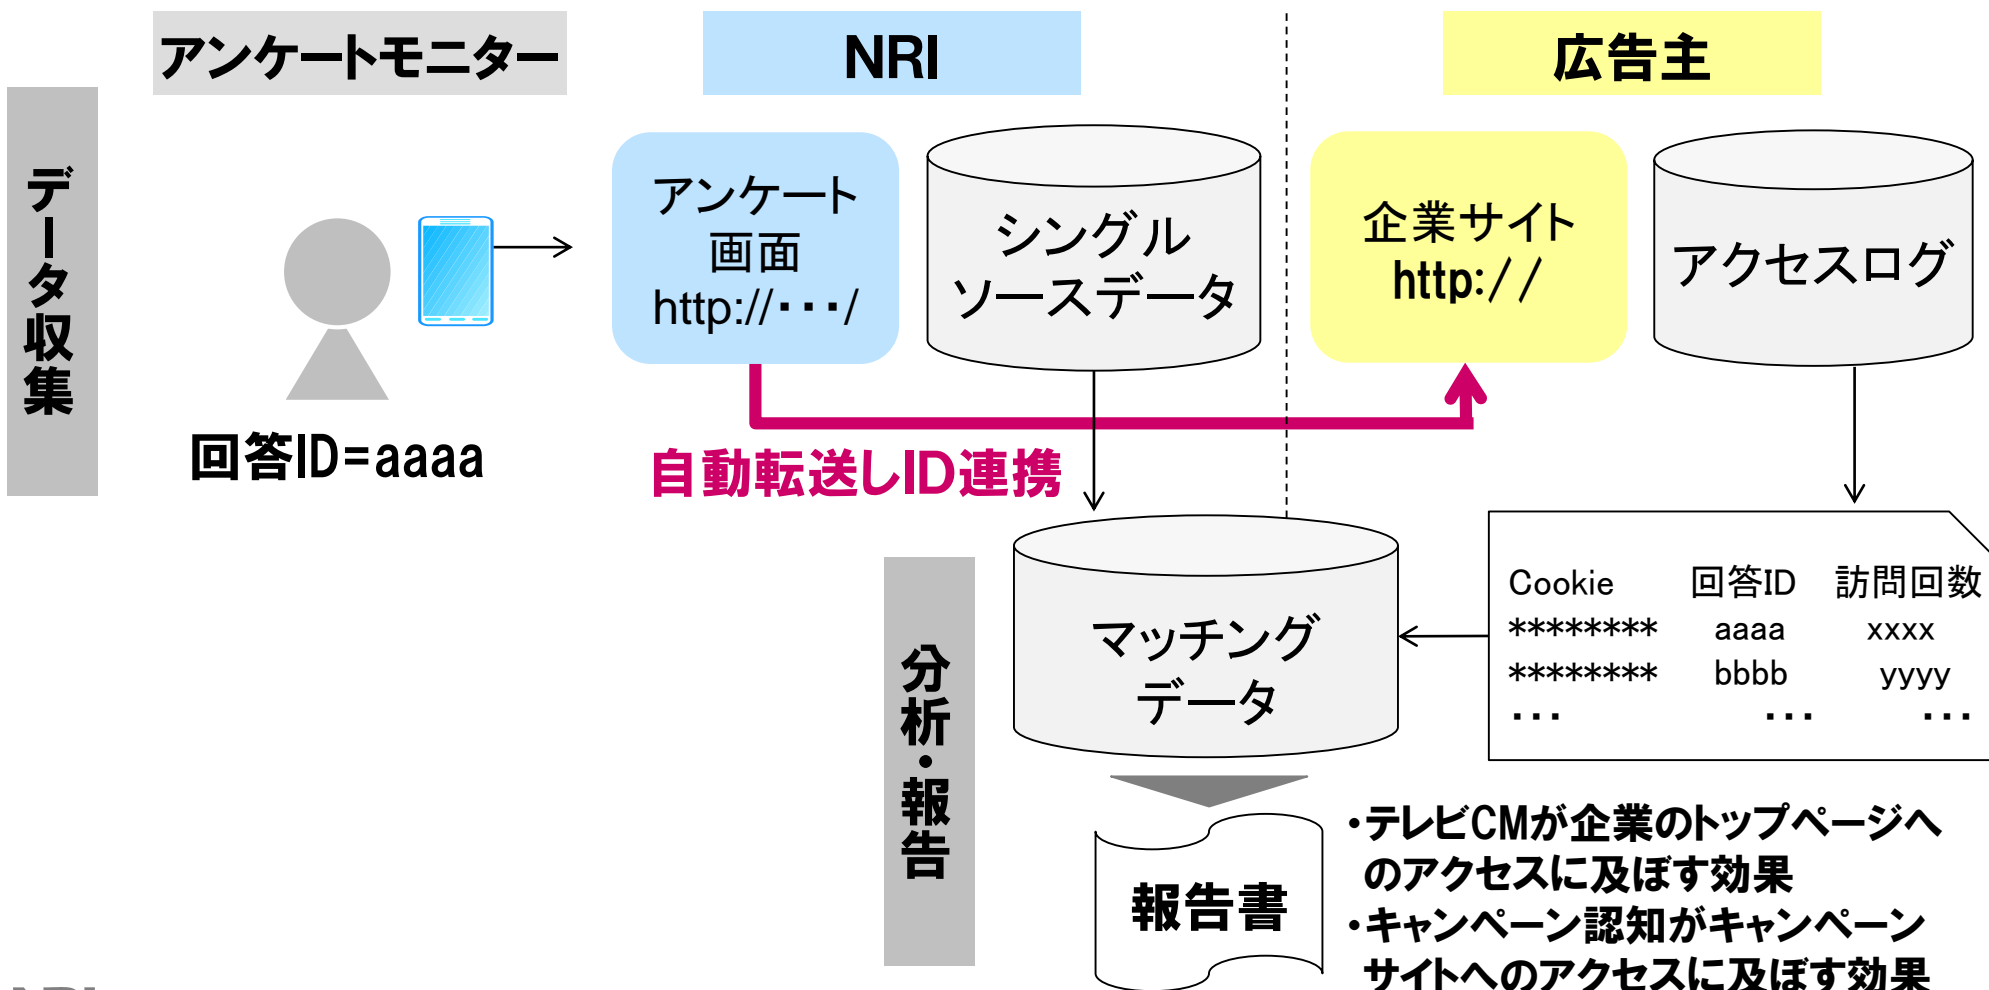 アンケートモニター
NRI
広告主
データ収集
アンケート
画面
http://・・・/
シングル
ソースデータ
企業サイト
http://
アクセスログ
回答ID=aaaa
自動転送しID連携
分析・報告
マッチング
データ
Cookie 回答ID 訪問回数
******** aaaa xxxx
******** bbbb yyyy
・・・ ・・・ ・・・
報告書
・テレビCMが企業のトップページへ
のアクセスに及ぼす効果
・キャンペーン認知がキャンペーン
サイトへのアクセスに及ぼす効果